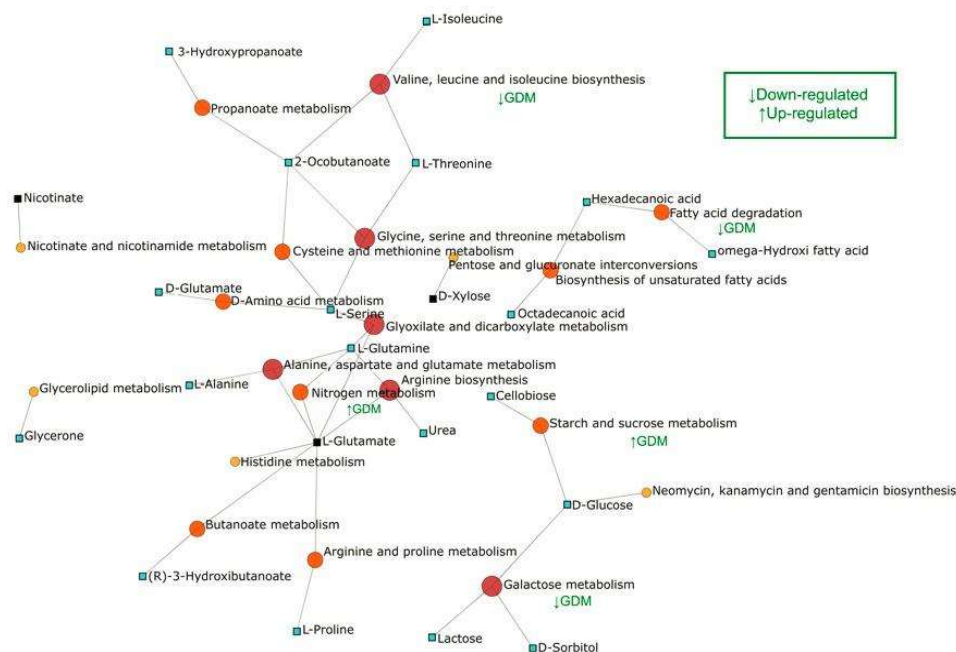 L-Isoleucine
3-Hydroxypropanoate
Valine, leucine and isoleucine biosynthesis
↓GDM
↓Down-regulated
↑Up-regulated
Propanoate metabolism
2-Ocobutanoate
L-Threonine
Nicotinate
Hexadecanoic acid
Fatty acid degradation
↓GDM
Glycine, serine and threonine metabolism
Nicotinate and nicotinamide metabolism
Cysteine and methionine metabolism
omega-Hydroxi fatty acid
Pentose and glucuronate interconversions
Biosynthesis of unsaturated fatty acids
D-Glutamate
D-Amino acid metabolism
D-Xylose
L-Serine
Octadecanoic acid
Glyoxilate and dicarboxylate metabolism
L-Glutamine
Alanine, aspartate and glutamate metabolism
Arginine biosynthesis
Glycerolipid metabolism
L-Alanine
Nitrogen metabolism
↑GDM
Cellobiose
Starch and sucrose metabolism
↑GDM
Glycerone
L-Glutamate
Urea
Histidine metabolism
Neomycin, kanamycin and gentamicin biosynthesis
D-Glucose
Butanoate metabolism
Arginine and proline metabolism
(R)-3-Hydroxibutanoate
Galactose metabolism
↓GDM
L-Proline
Lactose
D-Sorbitol